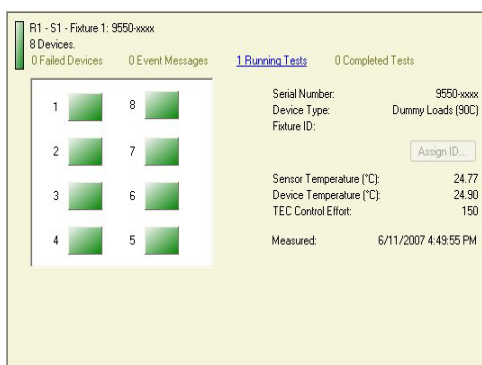 R1 - S1 - Fixture 1: 9550-xxxx
8 Devices.
0 Failed Devices 0 Event Messages 1 Running Tests 0 Completed Tests
1 8
2 7
3 6
4 5
Serial Number: 9550-xxxx
Device Type: Dummy Loads (90C)
Fixture ID:
Assign ID...
Sensor Temperature (°C): 24.77
Device Temperature (°C): 24.90
TEC Control Effort: 150
Measured: 6/11/2007 4:49:55 PM